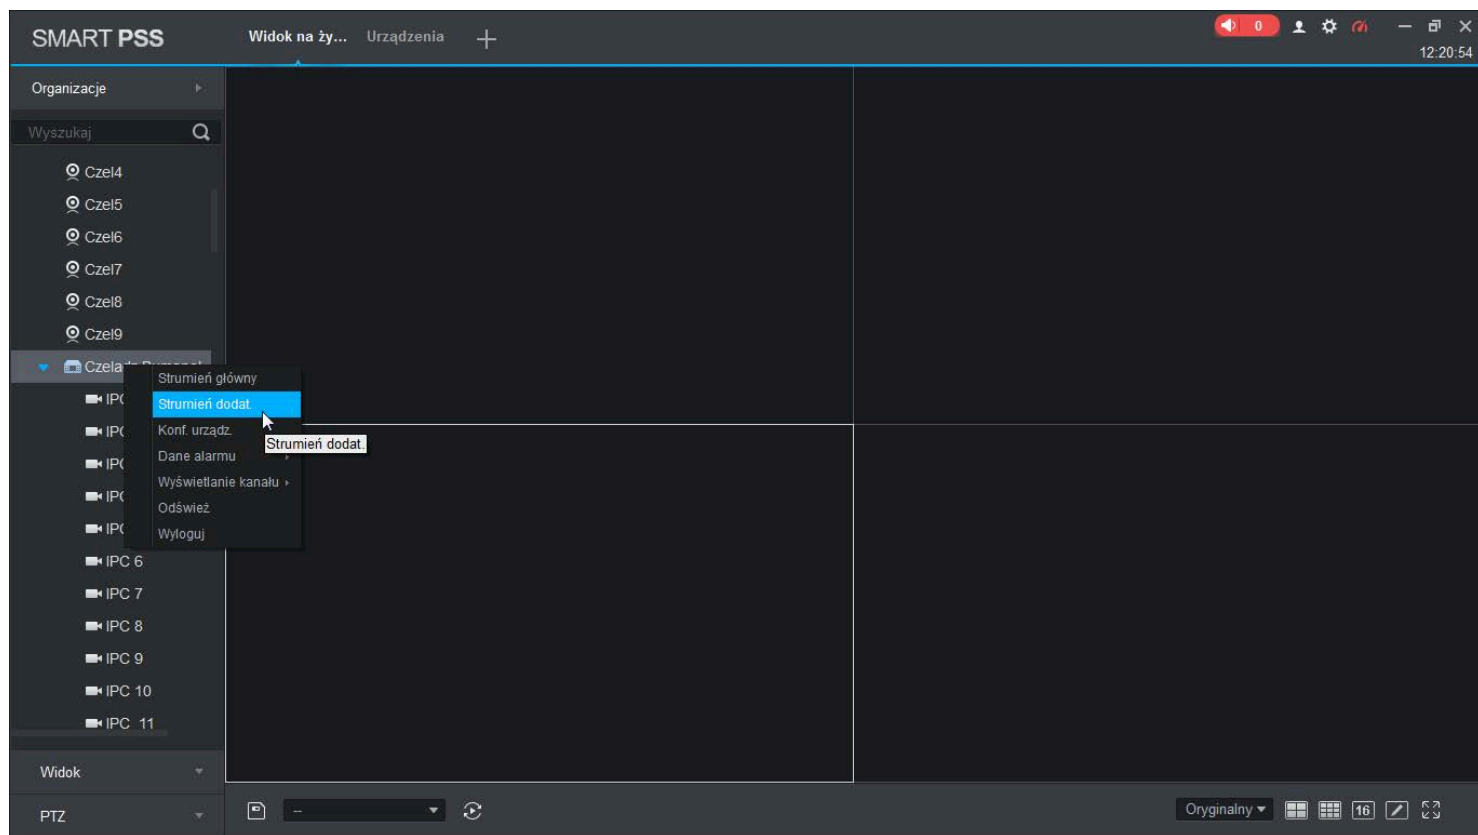 SMART PSS
Widok na ży... Urządzenia
0
12:20:54
Organizacje
Wyszukaj
Czel4
Czel5
Czel6
Czel7
Czel8
Czel9
Strumień główny
Strumień dodat.
Konf. urządz.
Strumień dodat.
Dane alarmu
Wyświetlanie kanału
Odśwież
Wyloguj
IPC 6
IPC 7
IPC 8
IPC 9
IPC 10
IPC 11
Widok
PTZ
--
Oryginalny
16